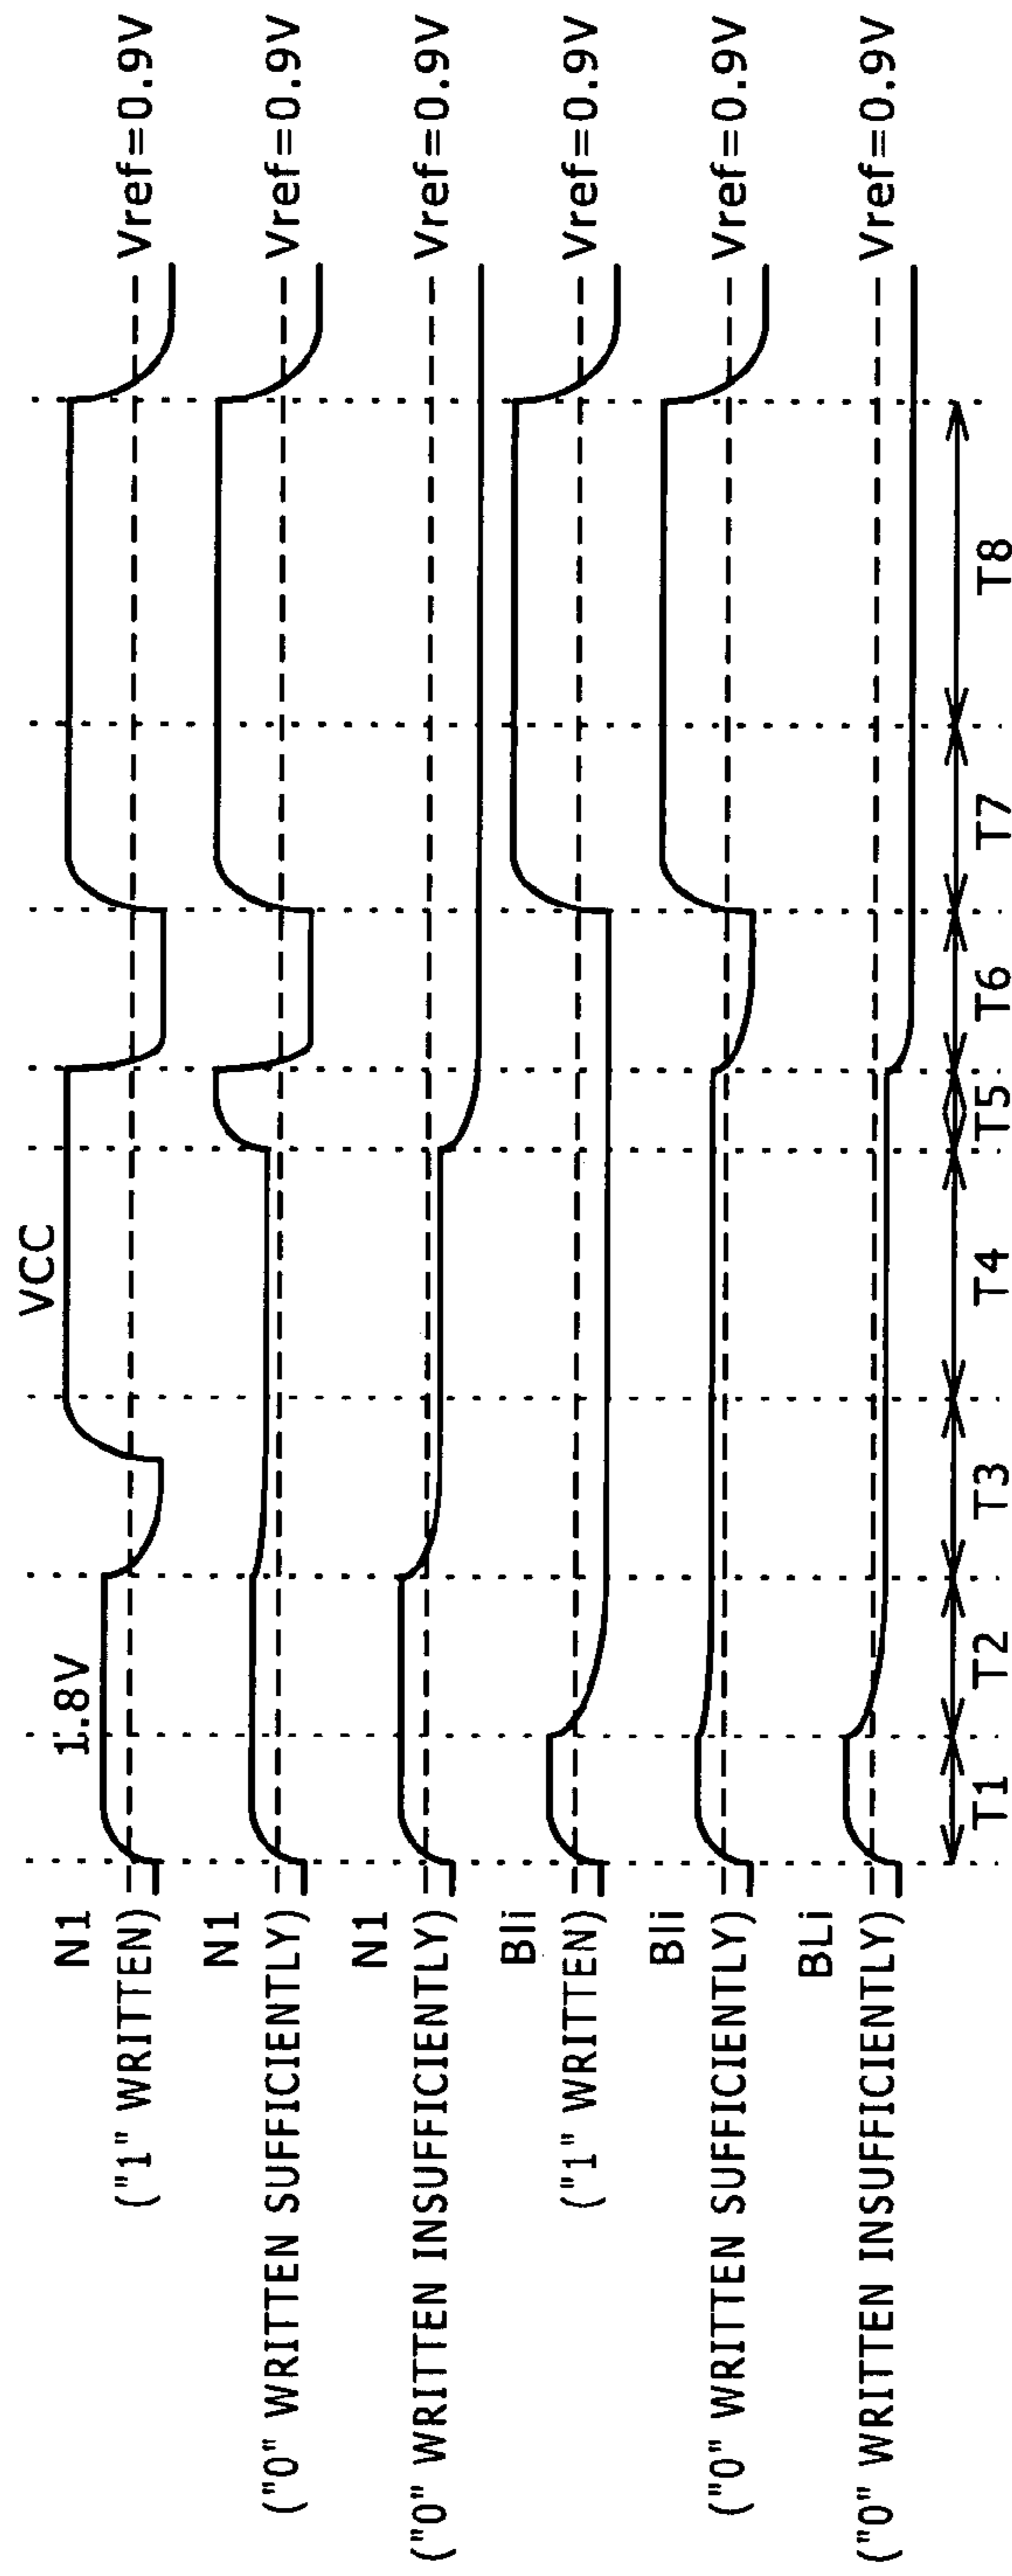 N1
("1" WRITTEN)
1.8V
VCC
Vref=0.9V
N1
("0" WRITTEN SUFFICIENTLY)
Vref=0.9V
N1
("0" WRITTEN INSUFFICIENTLY)
Vref=0.9V
Bli
("1" WRITTEN)
Vref=0.9V
Bli
("0" WRITTEN SUFFICIENTLY)
Vref=0.9V
BLi
("0" WRITTEN INSUFFICIENTLY)
Vref=0.9V
T1 T2 T3 T4 T5 T6 T7 T8